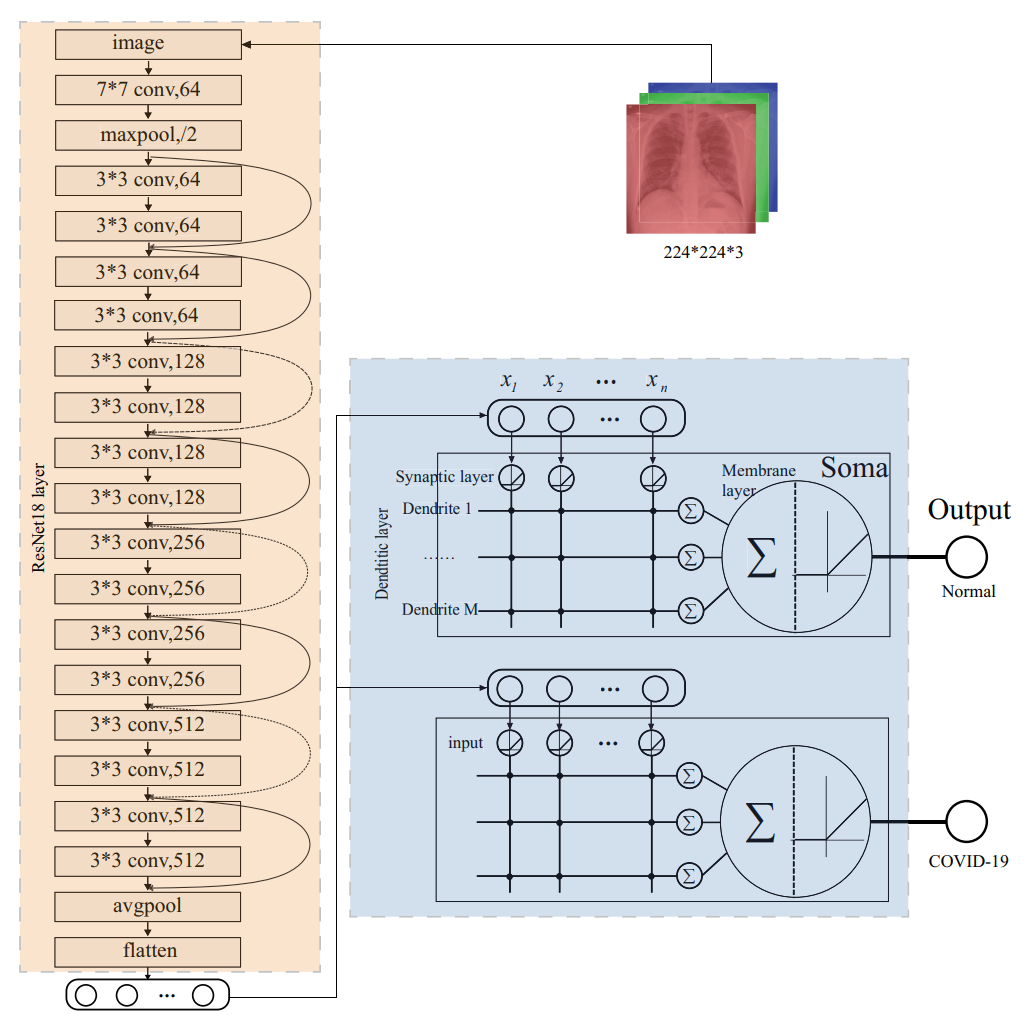 image
7*7 conv,64
maxpool,/2
3*3 conv,64
3*3 conv,64
3*3 conv,64
3*3 conv,64
3*3 conv,128
3*3 conv,128
3*3 conv,128
3*3 conv,128
3*3 conv,256
3*3 conv,256
3*3 conv,256
3*3 conv,256
3*3 conv,512
3*3 conv,512
3*3 conv,512
3*3 conv,512
avgpool
flatten
...
ResNet18 layer
224*224*3
x1 x2 ... xn
...
Synaptic layer
Membrane
layer
Soma
Dendtitic layer
Dendrite 1
......
Dendrite M
Σ
Σ
Σ
Σ
Output
Normal
...
input ...
Σ
Σ
Σ
Σ
COVID-19